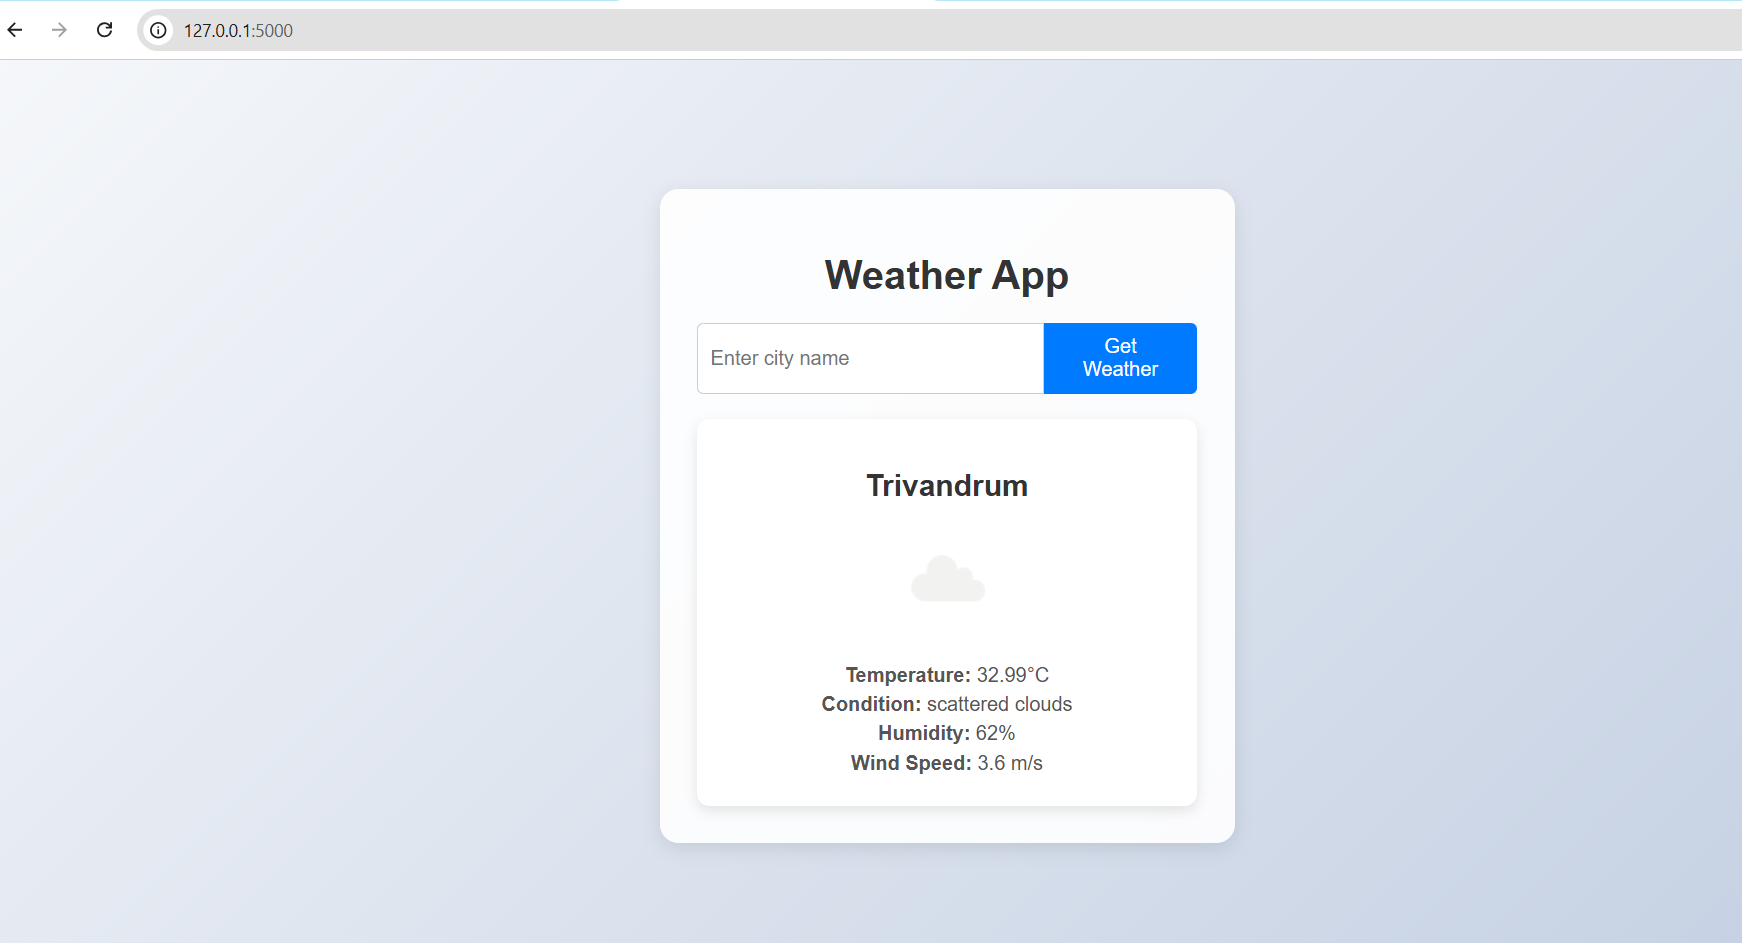 127.0.0.1:5000
Weather App
Enter city name
Get
Weather
Trivandrum
Temperature: 32.99°C
Condition: scattered clouds
Humidity: 62%
Wind Speed: 3.6 m/s